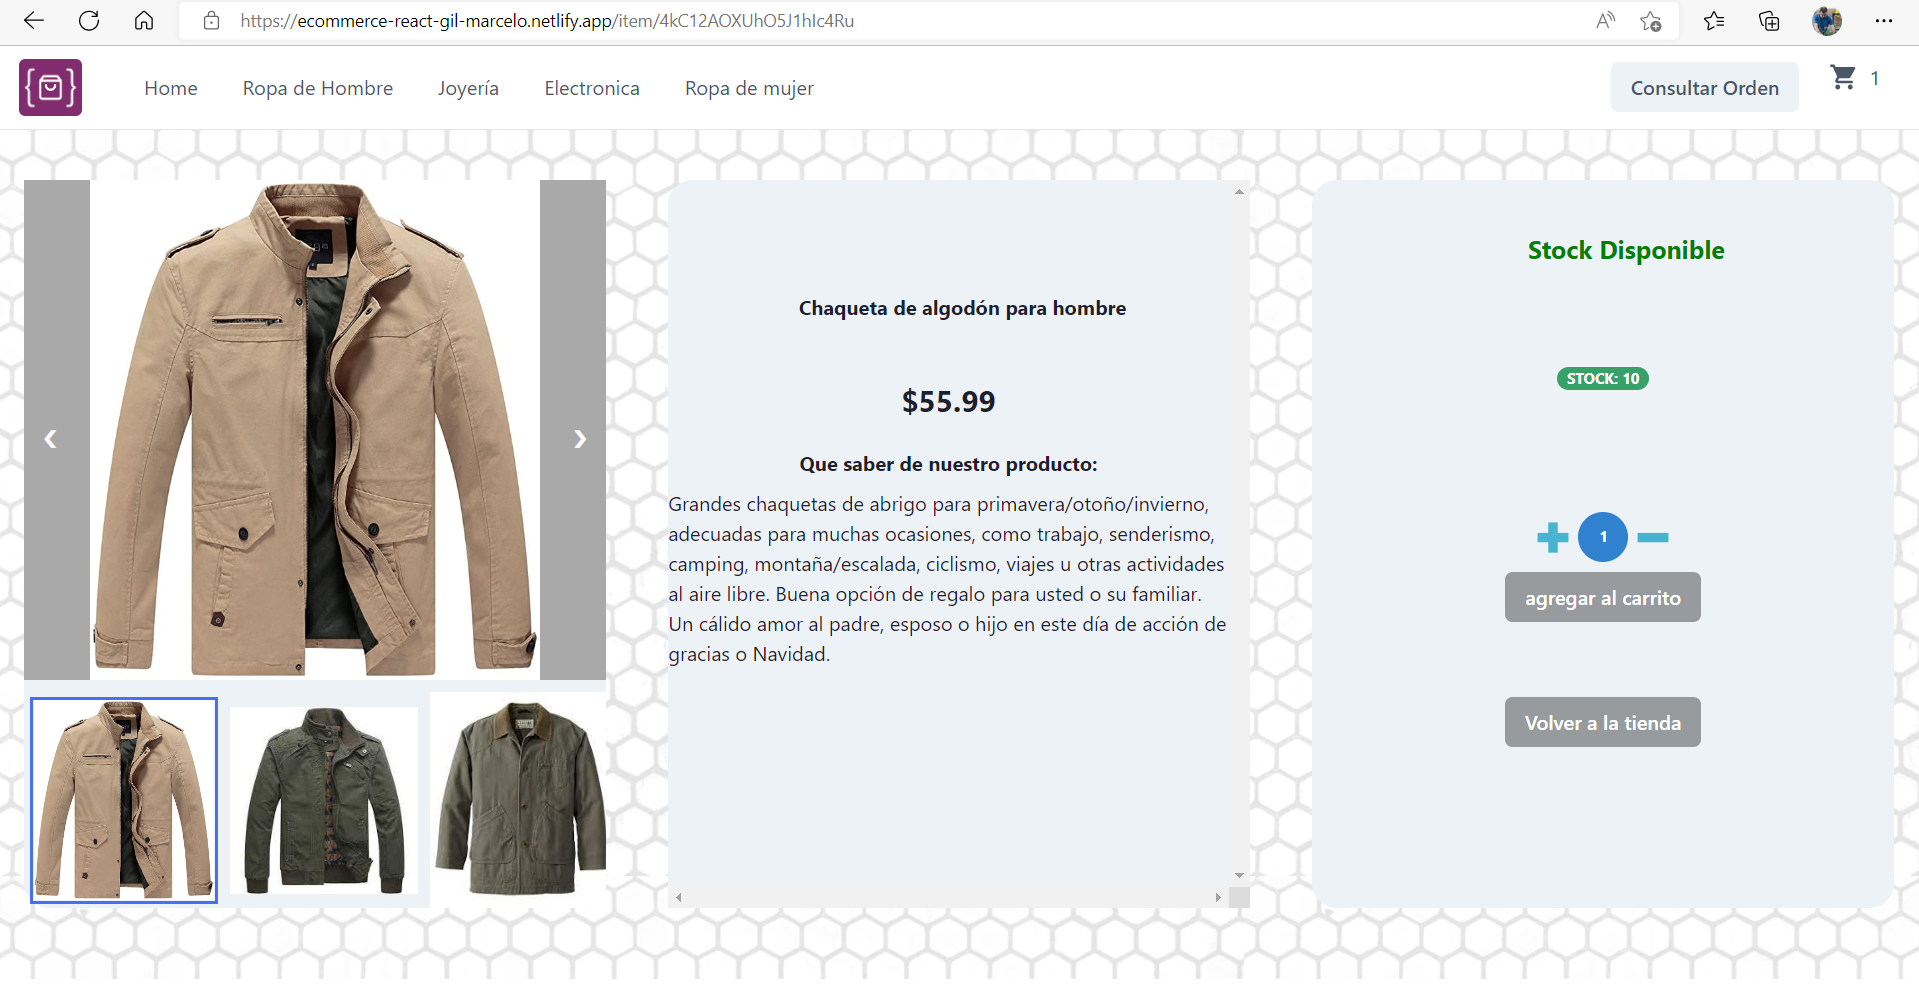 https://ecommerce-react-gil-marcelo.netlify.app/item/4kC12AOXUhO5J1hIc4Ru
Home
Ropa de Hombre
Joyería
Electronica
Ropa de mujer
Consultar Orden
1
Chaqueta de algodón para hombre
$55.99
Que saber de nuestro producto:
Grandes chaquetas de abrigo para primavera/otoño/invierno,
adecuadas para muchas ocasiones, como trabajo, senderismo,
camping, montaña/escalada, ciclismo, viajes u otras actividades
al aire libre. Buena opción de regalo para usted o su familiar.
Un cálido amor al padre, esposo o hijo en este día de acción de
gracias o Navidad.
Stock Disponible
STOCK: 10
1
agregar al carrito
Volver a la tienda